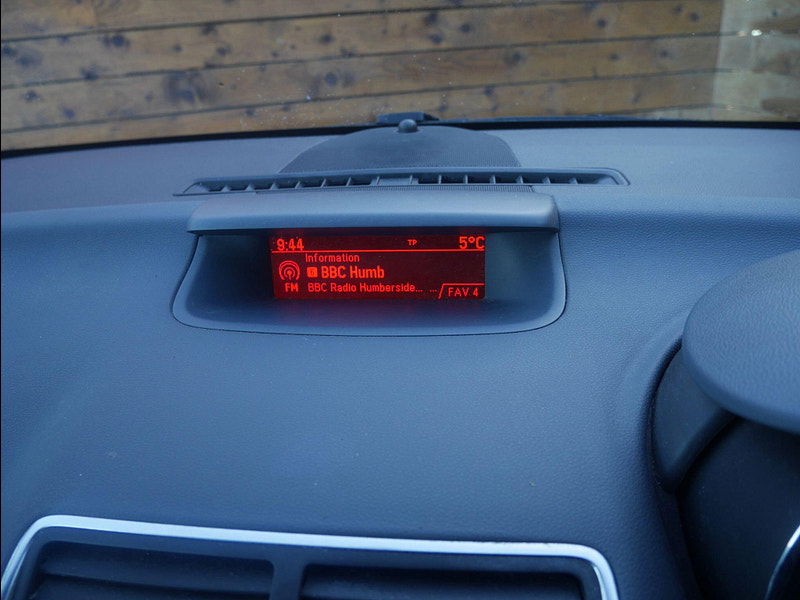 9:44 TP 5°C
Information
BBC Humb
FM BBC Radio Humberside... ... FAV 4